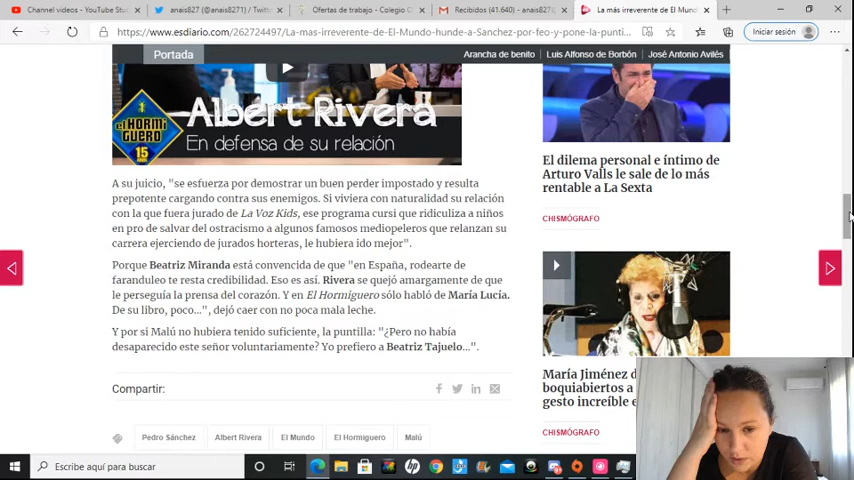 Channel videos - YouTube Stu
anais827 (@anais8271) / Twitt
Ofertas de trabajo - Colegio C
Recibidos (41.640) - anais827@
La más irreverente de El Mund
https://www.esdiario.com/262724497/La-mas-irreverente-de-El-Mundo-hunde-a-Sanchez-por-feo-y-pone-la-punti...
Iniciar sesión
Portada
Arancha de benito
Luis Alfonso de Borbón
José Antonio Avilés
EL HORMIGUERO
15
Albert Rivera
En defensa de su relación
A su juicio, "se esfuerza por demostrar un buen perder impostado y resulta
prepotente cargando contra sus enemigos. Si viviera con naturalidad su relación
con la que fuera jurado de La Voz Kids, ese programa cursi que ridiculiza a niños
en pro de salvar del ostracismo a algunos famosos mediopeleros que relanzan su
carrera ejerciendo de jurados horteras, le hubiera ido mejor".
Porque Beatriz Miranda está convencida de que "en España, rodearte de
faranduleo te resta credibilidad. Eso es así. Rivera se quejó amargamente de que
le perseguía la prensa del corazón. Y en El Hormiguero sólo habló de María Lucía.
De su libro, poco...", dejó caer con no poca mala leche.
Y por si Malú no hubiera tenido suficiente, la puntilla: "¿Pero no había
desaparecido este señor voluntariamente? Yo prefiero a Beatriz Tajuelo...".
Compartir:
Pedro Sánchez
Albert Rivera
El Mundo
El Hormiguero
Malú
El dilema personal e íntimo de
Arturo Valls le sale de lo más
rentable a La Sexta
CHISMÓGRAFO
María Jiménez d
boquiabiertos a
gesto increíble e
CHISMÓGRAFO
Escribe aquí para buscar